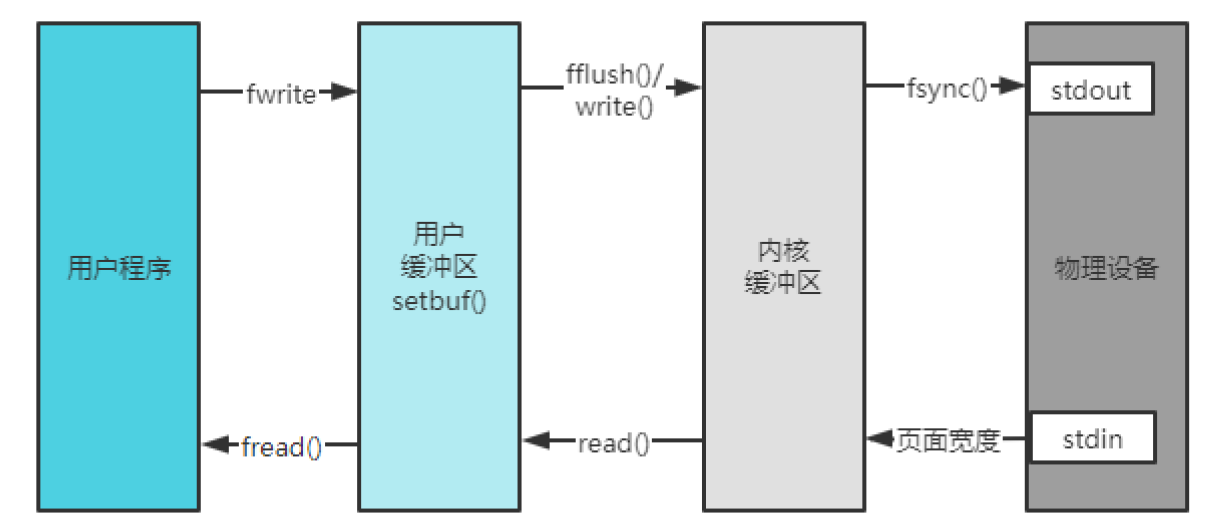 fwrite
fflush()/
write()
fsync()
stdout
用户程序
用户
缓冲区
setbuf()
内核
缓冲区
物理设备
fread()
read()
页面宽度
stdin